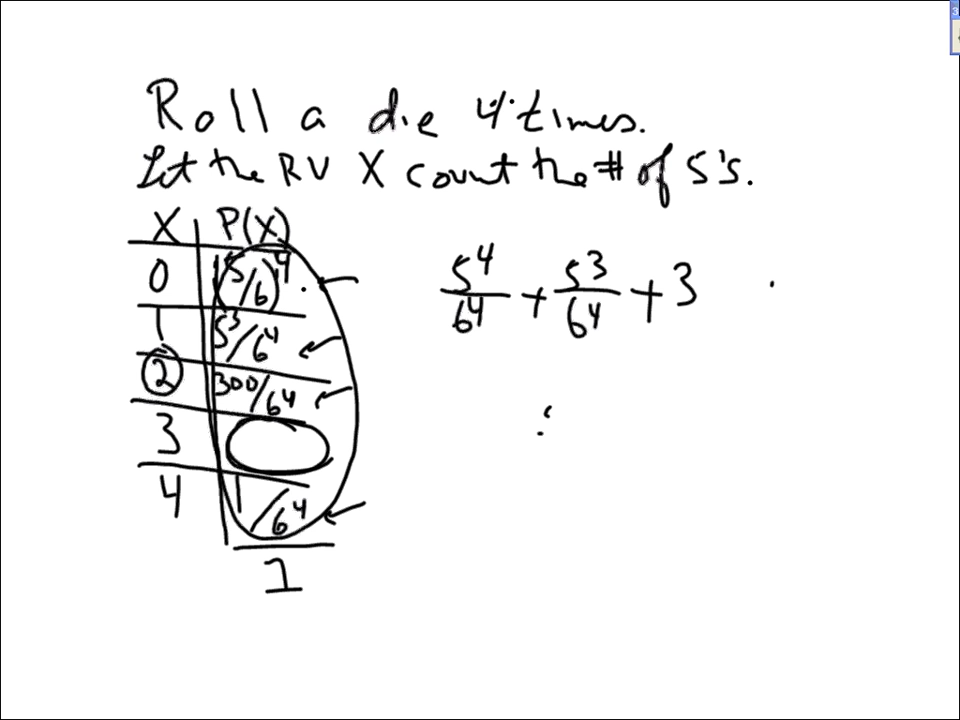 3
Roll a die 4 times.
Let the RV X count the # of 5's.
X P(X)
0 (5/6)^4
1 5^3/6^4
2 300/6^4
3
4 1/6^4
1
5^4/6^4 + 5^3/6^4 + 3